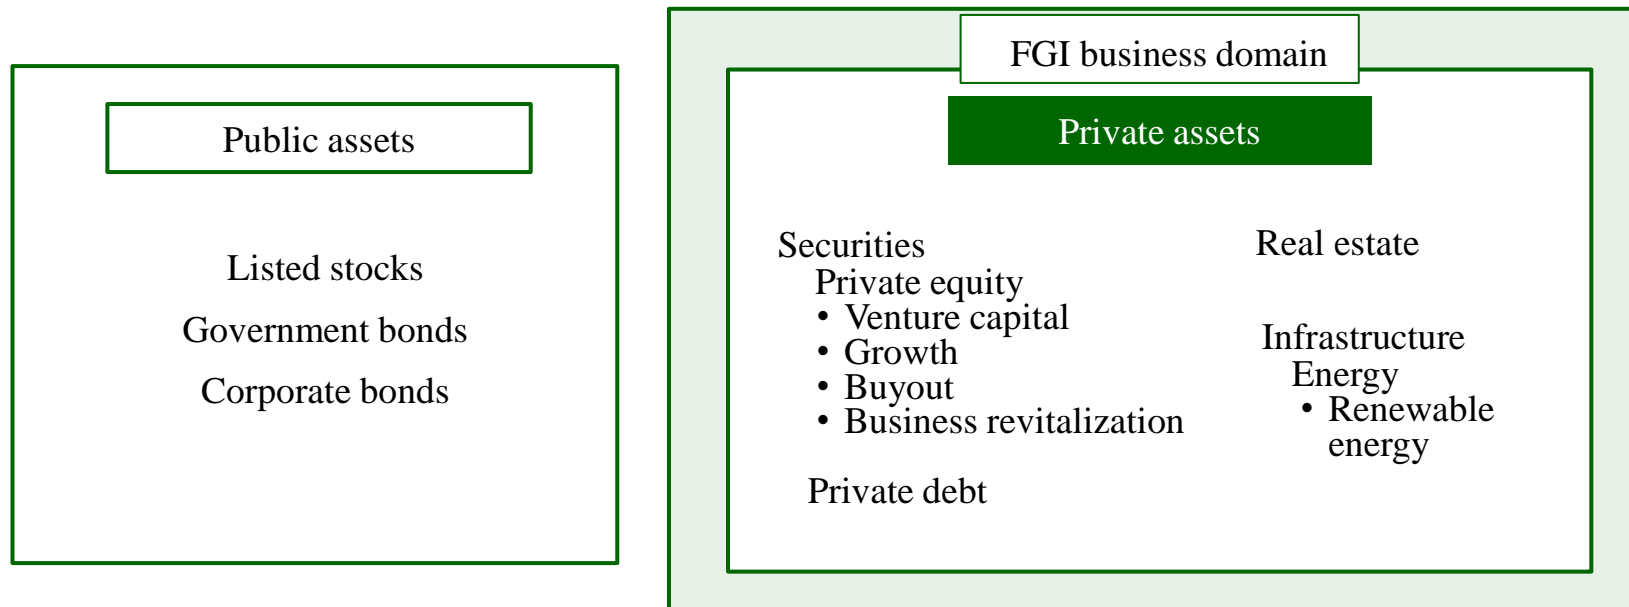 Public assets
Listed stocks
Government bonds
Corporate bonds
FGI business domain
Private assets
Securities
Private equity
• Venture capital
• Growth
• Buyout
• Business revitalization
Private debt
Real estate
Infrastructure
Energy
• Renewable
energy